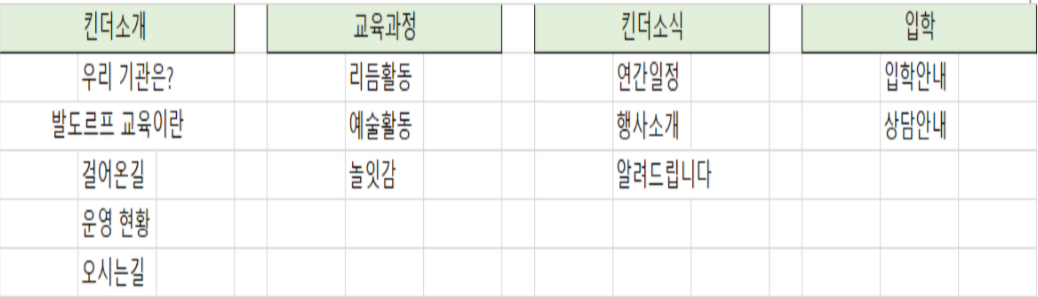 킨더소개 교육과정 킨더소식 입학
우리 기관은? 리듬활동 연간일정 입학안내
발도르프 교육이란 예술활동 행사소개 상담안내
걸어온길 놀잇감 알려드립니다
운영 현황
오시는길